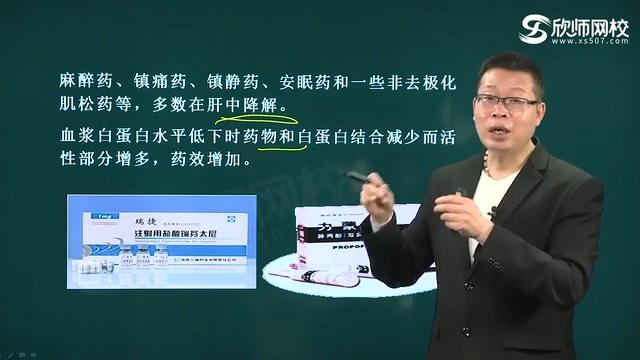 欣师网校
www.xs507.com
麻醉药、镇痛药、镇静药、安眠药和一些非去极化
肌松药等，多数在肝中降解。
血浆白蛋白水平低下时药物和白蛋白结合减少而活
性部分增多，药效增加。
1mg
瑞捷
注射用盐酸瑞芬太尼
力蒙
PROPOF